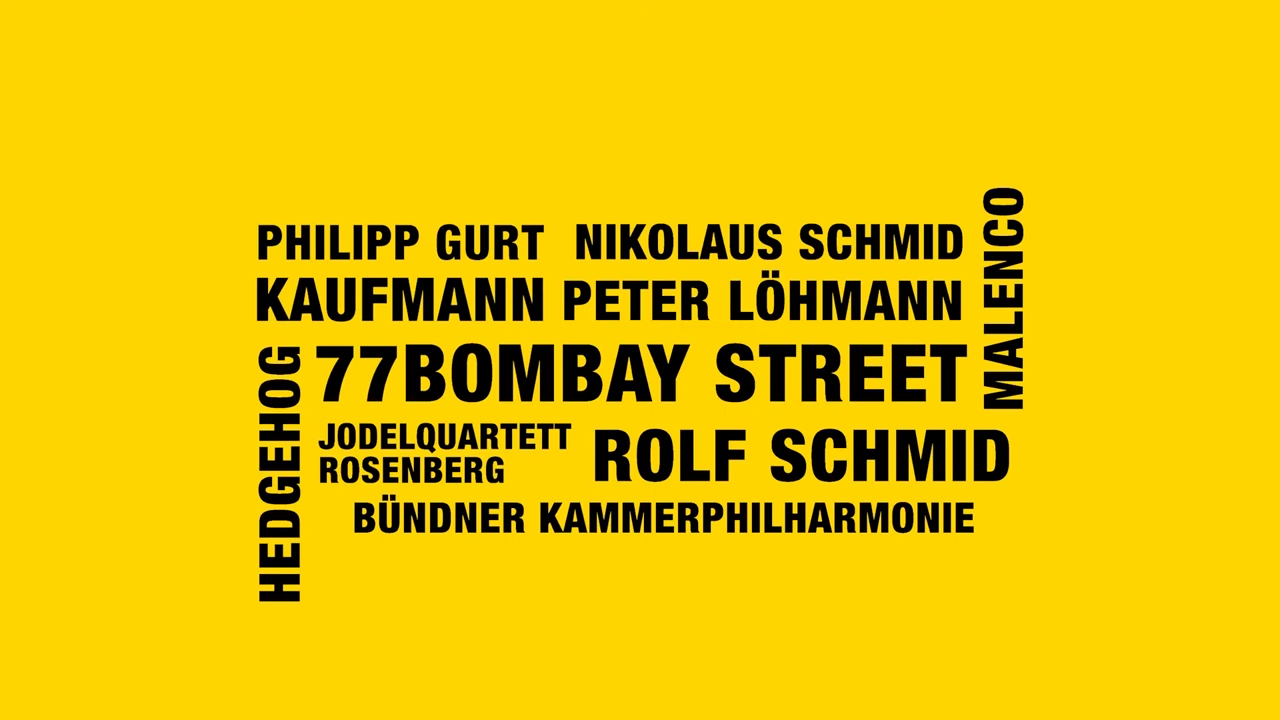 PHILIPP GURT NIKOLAUS SCHMID
MALENCO
KAUFMANN PETER LÖHMANN
HEDGEHOG
77BOMBAY STREET
JODELQUARTETT
ROSENBERG
ROLF SCHMID
BÜNDNER KAMMERPHILHARMONIE